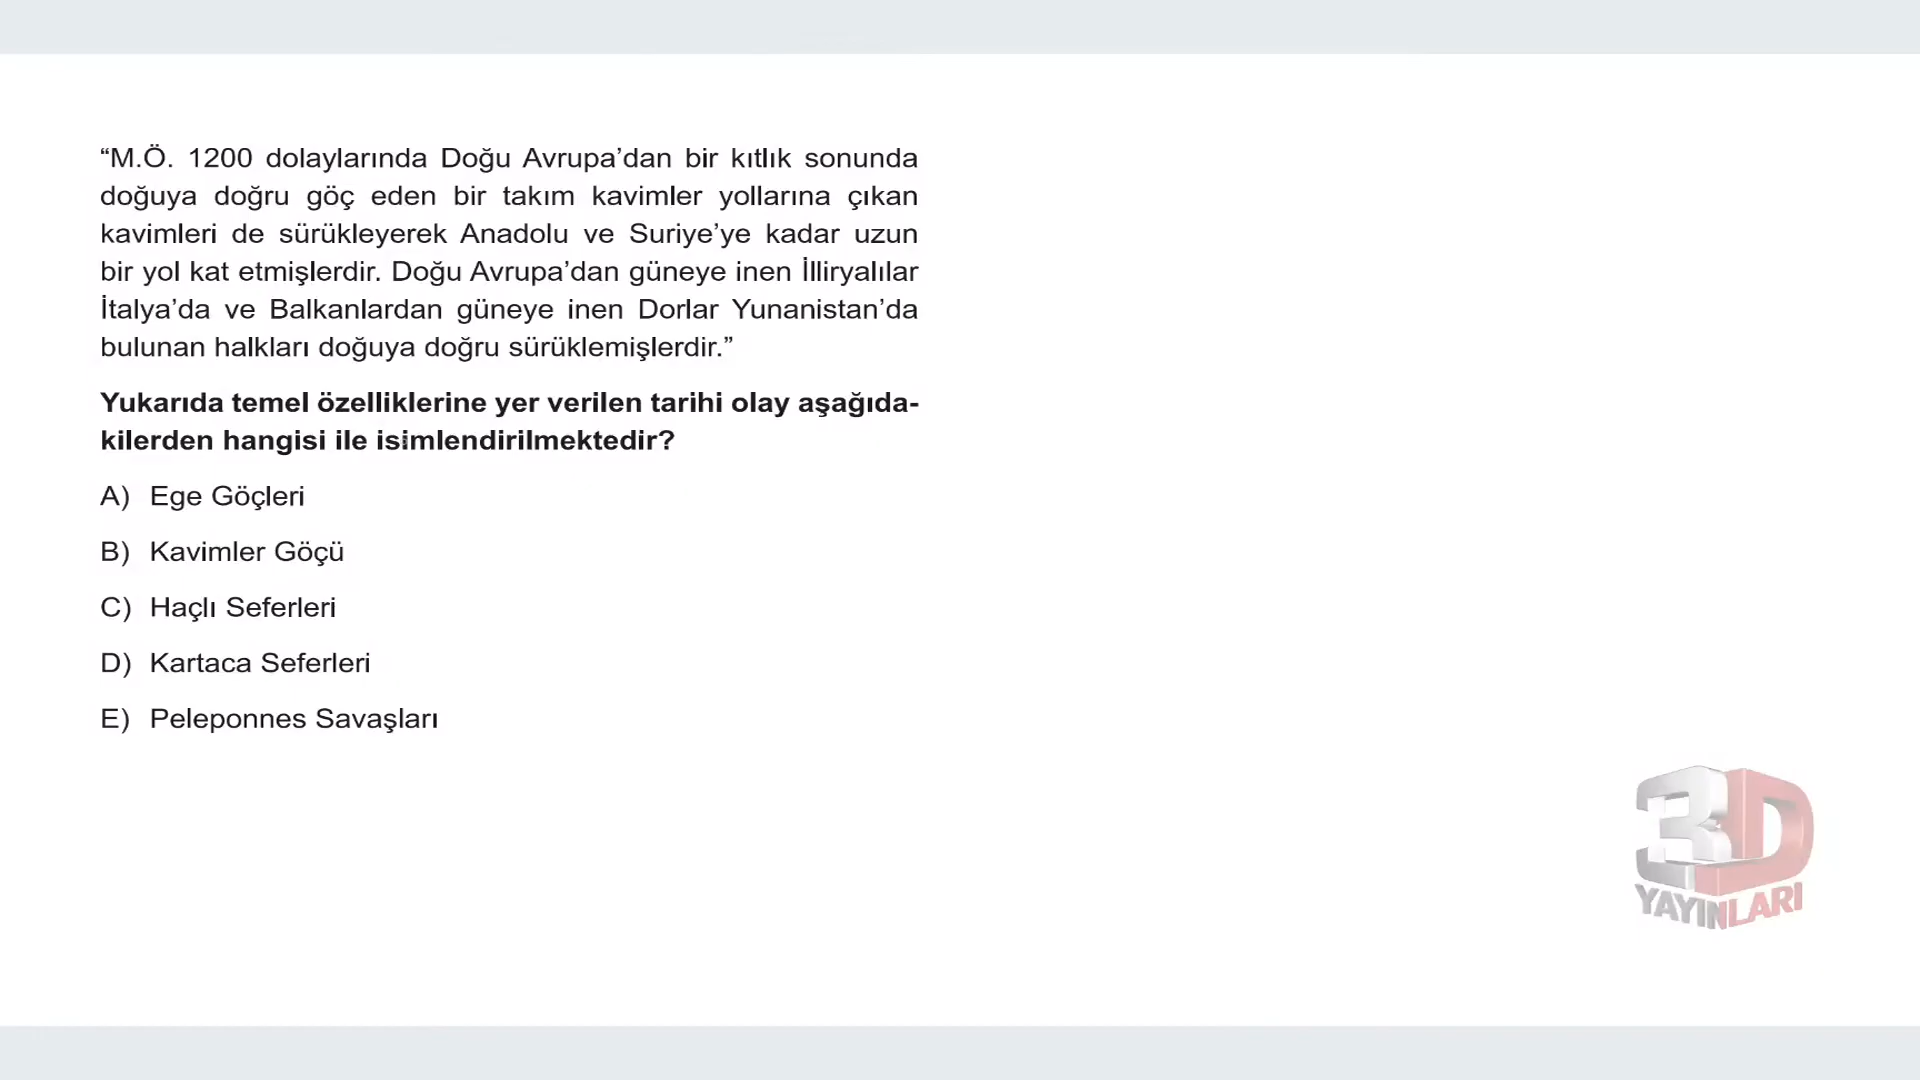 “M.Ö. 1200 dolaylarında Doğu Avrupa’dan bir kıtlık sonunda
doğuya doğru göç eden bir takım kavimler yollarına çıkan
kavimleri de sürükleyerek Anadolu ve Suriye’ye kadar uzun
bir yol kat etmişlerdir. Doğu Avrupa’dan güneye inen İlliryalılar
İtalya’da ve Balkanlardan güneye inen Dorlar Yunanistan’da
bulunan halkları doğuya doğru sürüklemişlerdir.”
Yukarıda temel özelliklerine yer verilen tarihi olay aşağıda-
kilerden hangisi ile isimlendirilmektedir?
A) Ege Göçleri
B) Kavimler Göçü
C) Haçlı Seferleri
D) Kartaca Seferleri
E) Peleponnes Savaşları
3D
YAYINLARI